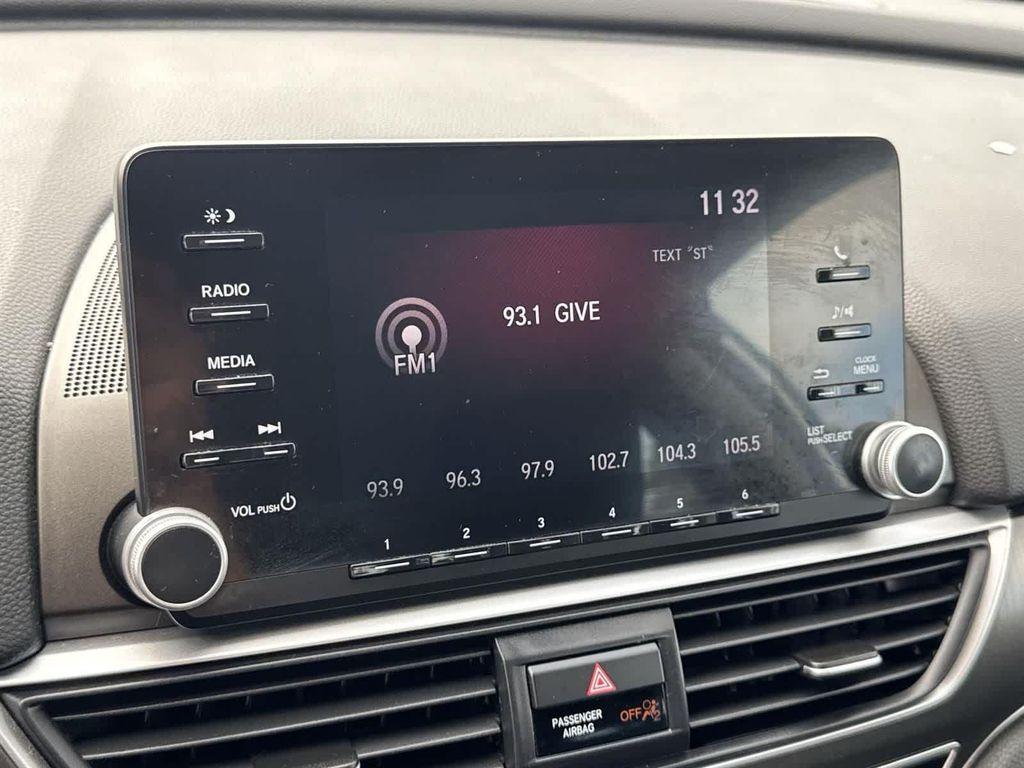 11 32
TEXT "ST"
RADIO
93.1 GIVE
FM1
MEDIA
CLOCK
MENU
LIST
PUSH SELECT
93.9 96.3 97.9 102.7 104.3 105.5
VOL PUSH
1 2 3 4 5 6
PASSENGER
AIRBAG
OFF
2